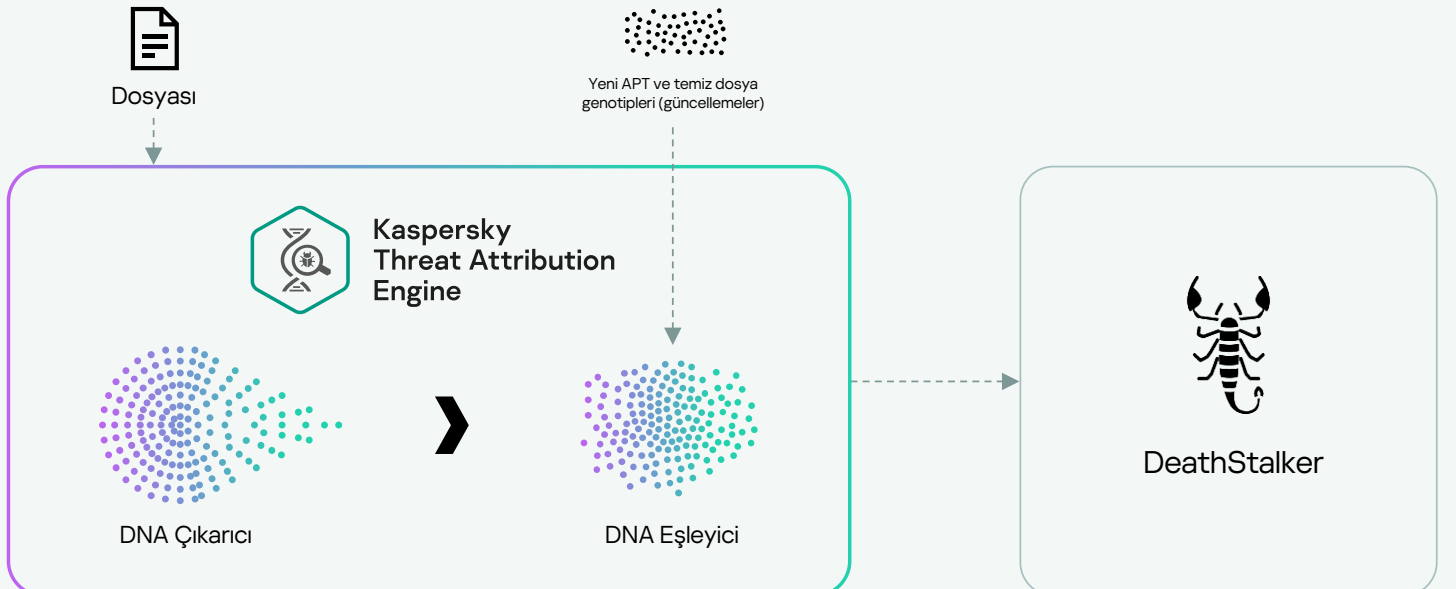 Dosyası
Yeni APT ve temiz dosya
genotipleri (güncellemeler)
Kaspersky
Threat Attribution
Engine
DNA Çıkarıcı
DNA Eşleyici
DeathStalker